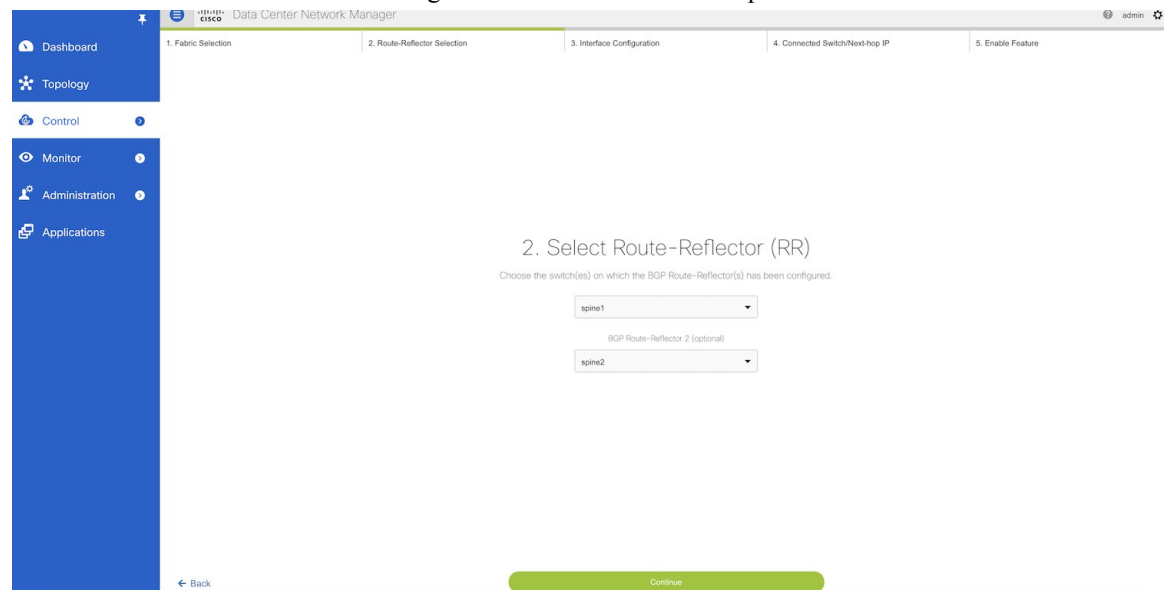 cisco Data Center Network Manager
admin
Dashboard
Topology
Control
Monitor
Administration
Applications
1. Fabric Selection
2. Route-Reflector Selection
3. Interface Configuration
4. Connected Switch/Next-hop IP
5. Enable Feature
2. Select Route-Reflector (RR)
Choose the switch(es) on which the BGP Route-Reflector(s) has been configured.
spine1
BGP Route-Reflector 2 (optional)
spine2
Back
Continue